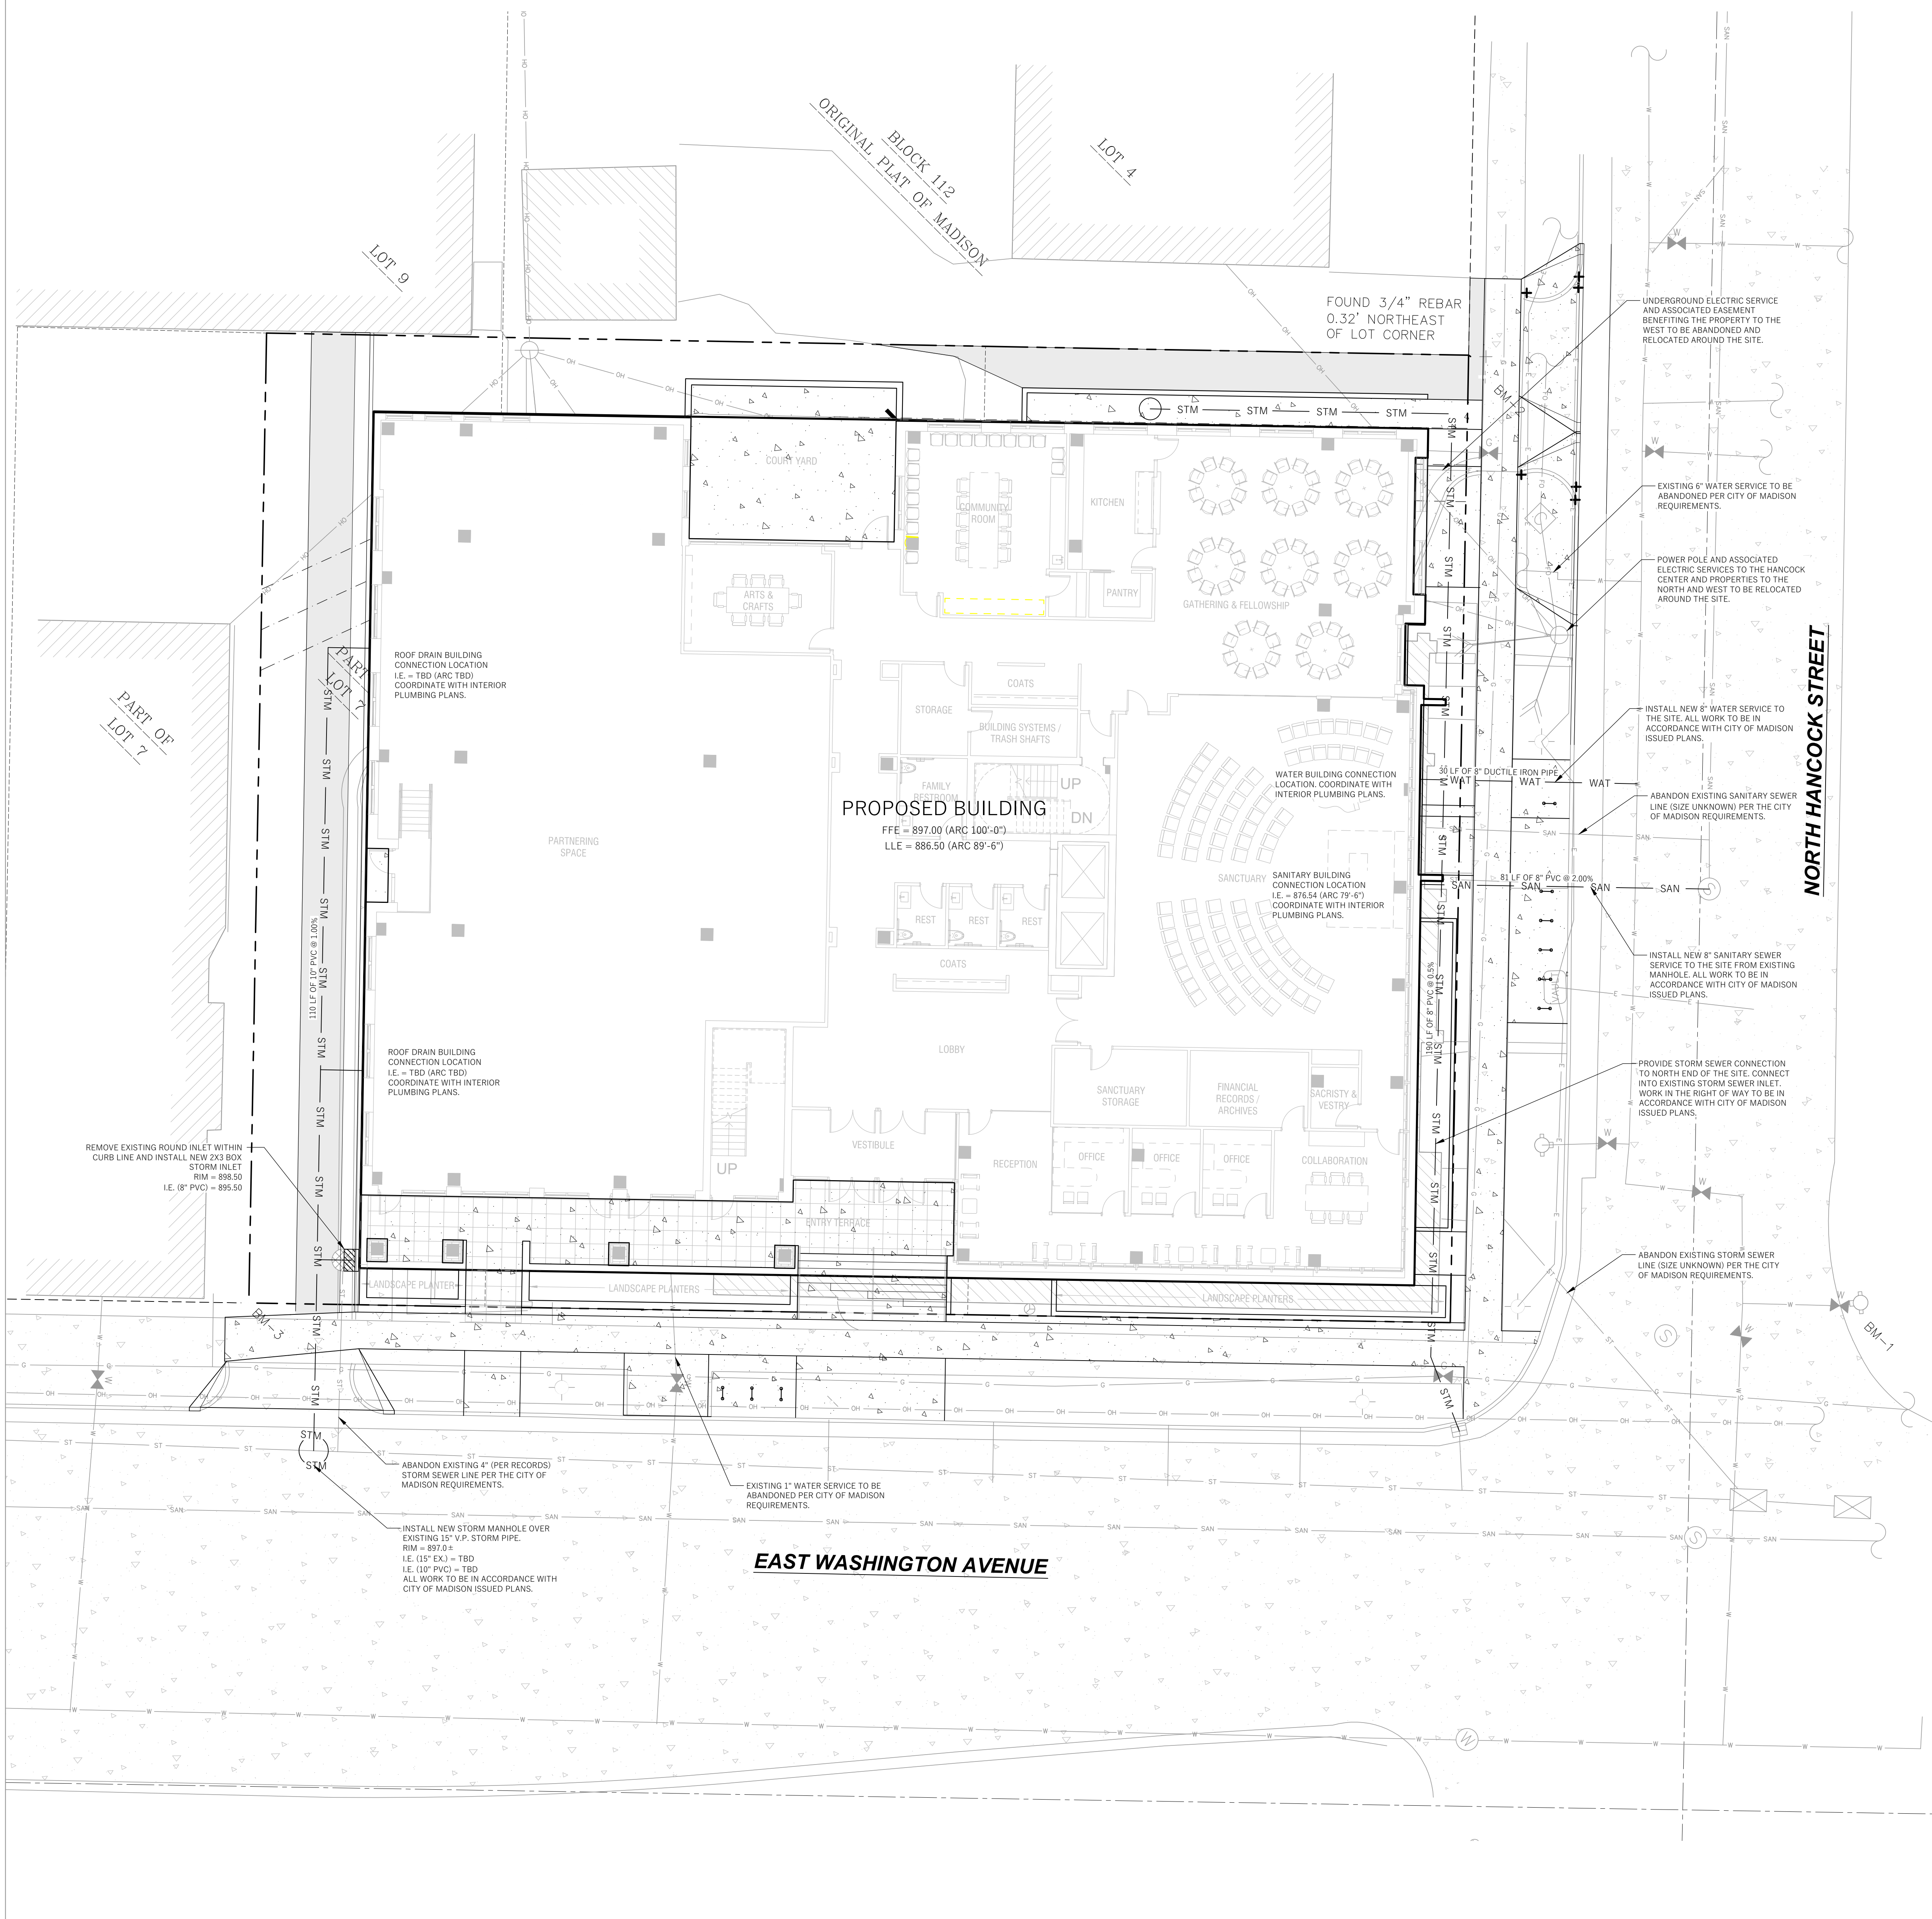 ORIGINAL PLAT OF MADISON
BLOCK 112
LOT 4
LOT 9
FOUND 3/4" REBAR
0.32' NORTHEAST
OF LOT CORNER
UNDERGROUND ELECTRIC SERVICE
AND ASSOCIATED EASEMENT
BENEFITING THE PROPERTY TO THE
WEST TO BE ABANDONED AND
RELOCATED AROUND THE SITE.
BM-2
STM STM STM STM
EXISTING 6" WATER SERVICE TO BE
ABANDONED PER CITY OF MADISON
REQUIREMENTS.
POWER POLE AND ASSOCIATED
ELECTRIC SERVICES TO THE HANCOCK
CENTER AND PROPERTIES TO THE
NORTH AND WEST TO BE RELOCATED
AROUND THE SITE.
COURT YARD
COMMUNITY
ROOM
KITCHEN
PANTRY
GATHERING & FELLOWSHIP
ARTS &
CRAFTS
ROOF DRAIN BUILDING
CONNECTION LOCATION
I.E. = TBD (ARC TBD)
COORDINATE WITH INTERIOR
PLUMBING PLANS.
PART
LOT 7
PART OF
LOT 7
COATS
STORAGE
BUILDING SYSTEMS /
TRASH SHAFTS
NORTH HANCOCK STREET
INSTALL NEW 8" WATER SERVICE TO
THE SITE. ALL WORK TO BE IN
ACCORDANCE WITH CITY OF MADISON
ISSUED PLANS.
WATER BUILDING CONNECTION
LOCATION. COORDINATE WITH
INTERIOR PLUMBING PLANS.
30 LF OF 8" DUCTILE IRON PIPE
WAT WAT WAT
FAMILY
RESTROOM
UP
DN
PROPOSED BUILDING
FFE = 897.00 (ARC 100'-0")
LLE = 886.50 (ARC 89'-6")
ABANDON EXISTING SANITARY SEWER
LINE (SIZE UNKNOWN) PER THE CITY
OF MADISON REQUIREMENTS.
PARTNERING
SPACE
SANCTUARY
SANITARY BUILDING
CONNECTION LOCATION
I.E. = 876.54 (ARC 79'-6")
COORDINATE WITH INTERIOR
PLUMBING PLANS.
81 LF OF 8" PVC @ 2.00%
SAN SAN SAN SAN
REST REST REST
COATS
110 LF OF 10" PVC @ 1.00%
190 LF OF 8" PVC @ 0.5%
INSTALL NEW 8" SANITARY SEWER
SERVICE TO THE SITE FROM EXISTING
MANHOLE. ALL WORK TO BE IN
ACCORDANCE WITH CITY OF MADISON
ISSUED PLANS.
VAULT
ROOF DRAIN BUILDING
CONNECTION LOCATION
I.E. = TBD (ARC TBD)
COORDINATE WITH INTERIOR
PLUMBING PLANS.
LOBBY
SANCTUARY
STORAGE
FINANCIAL
RECORDS /
ARCHIVES
SACRISTY &
VESTRY
PROVIDE STORM SEWER CONNECTION
TO NORTH END OF THE SITE. CONNECT
INTO EXISTING STORM SEWER INLET.
WORK IN THE RIGHT OF WAY TO BE IN
ACCORDANCE WITH CITY OF MADISON
ISSUED PLANS.
REMOVE EXISTING ROUND INLET WITHIN
CURB LINE AND INSTALL NEW 2X3 BOX
STORM INLET
RIM = 898.50
I.E. (8" PVC) = 895.50
VESTIBULE
UP
RECEPTION
OFFICE
OFFICE
OFFICE
COLLABORATION
ENTRY TERRACE
ABANDON EXISTING STORM SEWER
LINE (SIZE UNKNOWN) PER THE CITY
OF MADISON REQUIREMENTS.
LANDSCAPE PLANTER
LANDSCAPE PLANTERS
LANDSCAPE PLANTERS
BM-3
BM-1
STM
STM
ABANDON EXISTING 4" (PER RECORDS)
STORM SEWER LINE PER THE CITY OF
MADISON REQUIREMENTS.
EXISTING 1" WATER SERVICE TO BE
ABANDONED PER CITY OF MADISON
REQUIREMENTS.
INSTALL NEW STORM MANHOLE OVER
EXISTING 15" V.P. STORM PIPE.
RIM = 897.0±
I.E. (15" EX.) = TBD
I.E. (10" PVC) = TBD
ALL WORK TO BE IN ACCORDANCE WITH
CITY OF MADISON ISSUED PLANS.
EAST WASHINGTON AVENUE